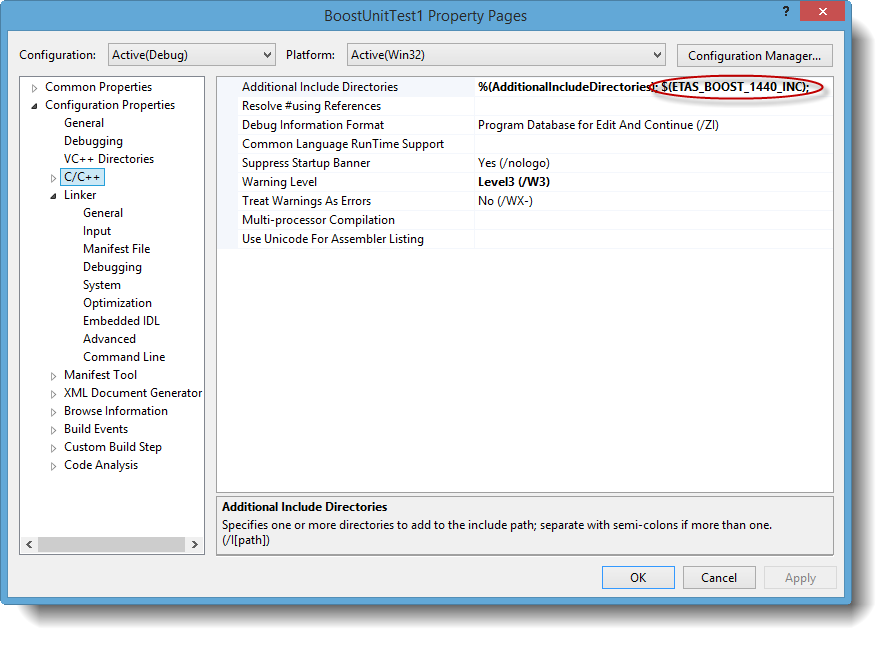 BoostUnitTest1 Property Pages
?
Configuration: Active(Debug) Platform: Active(Win32) Configuration Manager...
Common Properties
Configuration Properties
General
Debugging
VC++ Directories
C/C++
Linker
General
Input
Manifest File
Debugging
System
Optimization
Embedded IDL
Advanced
Command Line
Manifest Tool
XML Document Generator
Browse Information
Build Events
Custom Build Step
Code Analysis
Additional Include Directories %(AdditionalIncludeDirectories); $(ETAS_BOOST_1440_INC);
Resolve #using References
Debug Information Format Program Database for Edit And Continue (/ZI)
Common Language RunTime Support
Suppress Startup Banner Yes (/nologo)
Warning Level Level3 (/W3)
Treat Warnings As Errors No (/WX-)
Multi-processor Compilation
Use Unicode For Assembler Listing
Additional Include Directories
Specifies one or more directories to add to the include path; separate with semi-colons if more than one.
(/I[path])
OK Cancel Apply